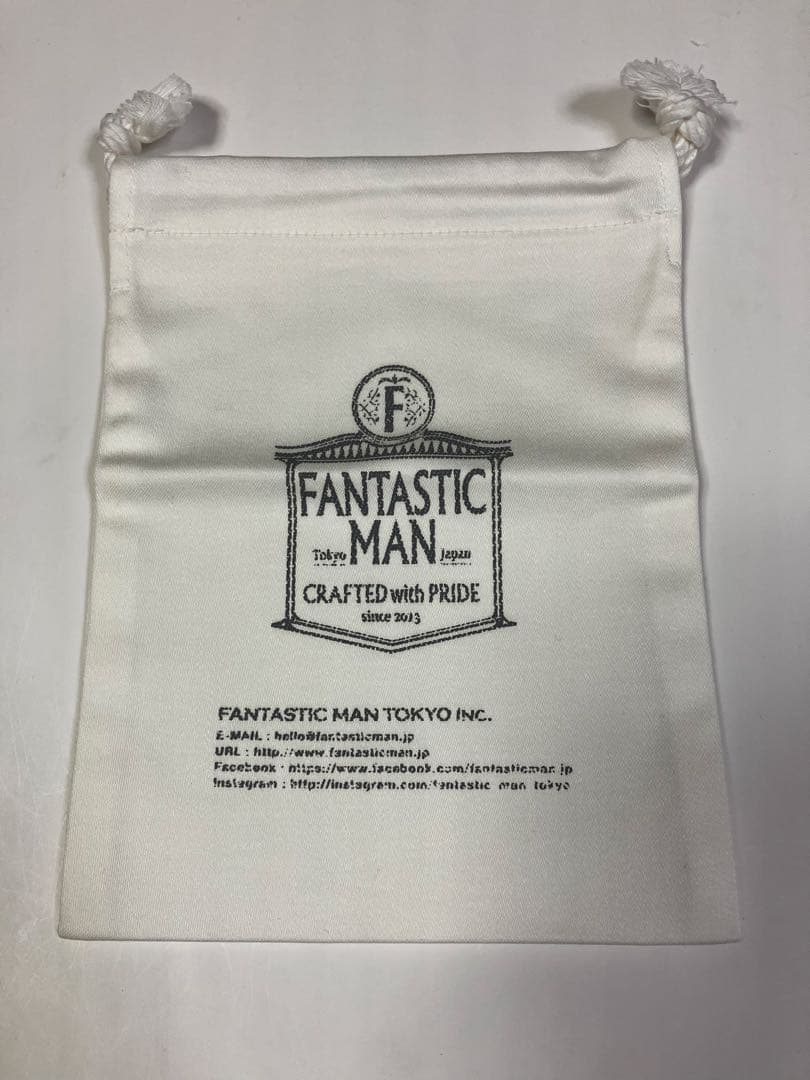 F
FANTASTIC
Tokyo MAN Japan
CRAFTED with PRIDE
since 2013
FANTASTIC MAN TOKYO INC.
E-MAIL : hello@fantasticman.jp
URL : http://www.fantasticman.jp
Facebook : https://www.facebook.com/fantasticman.jp
Instagram : http://instagram.com/fantastic_man_tokyo